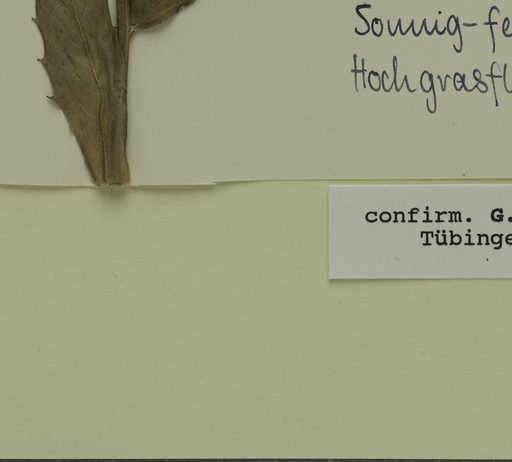 Sonnig-fe
Hochgrasfl
confirm. G.
Tübinge